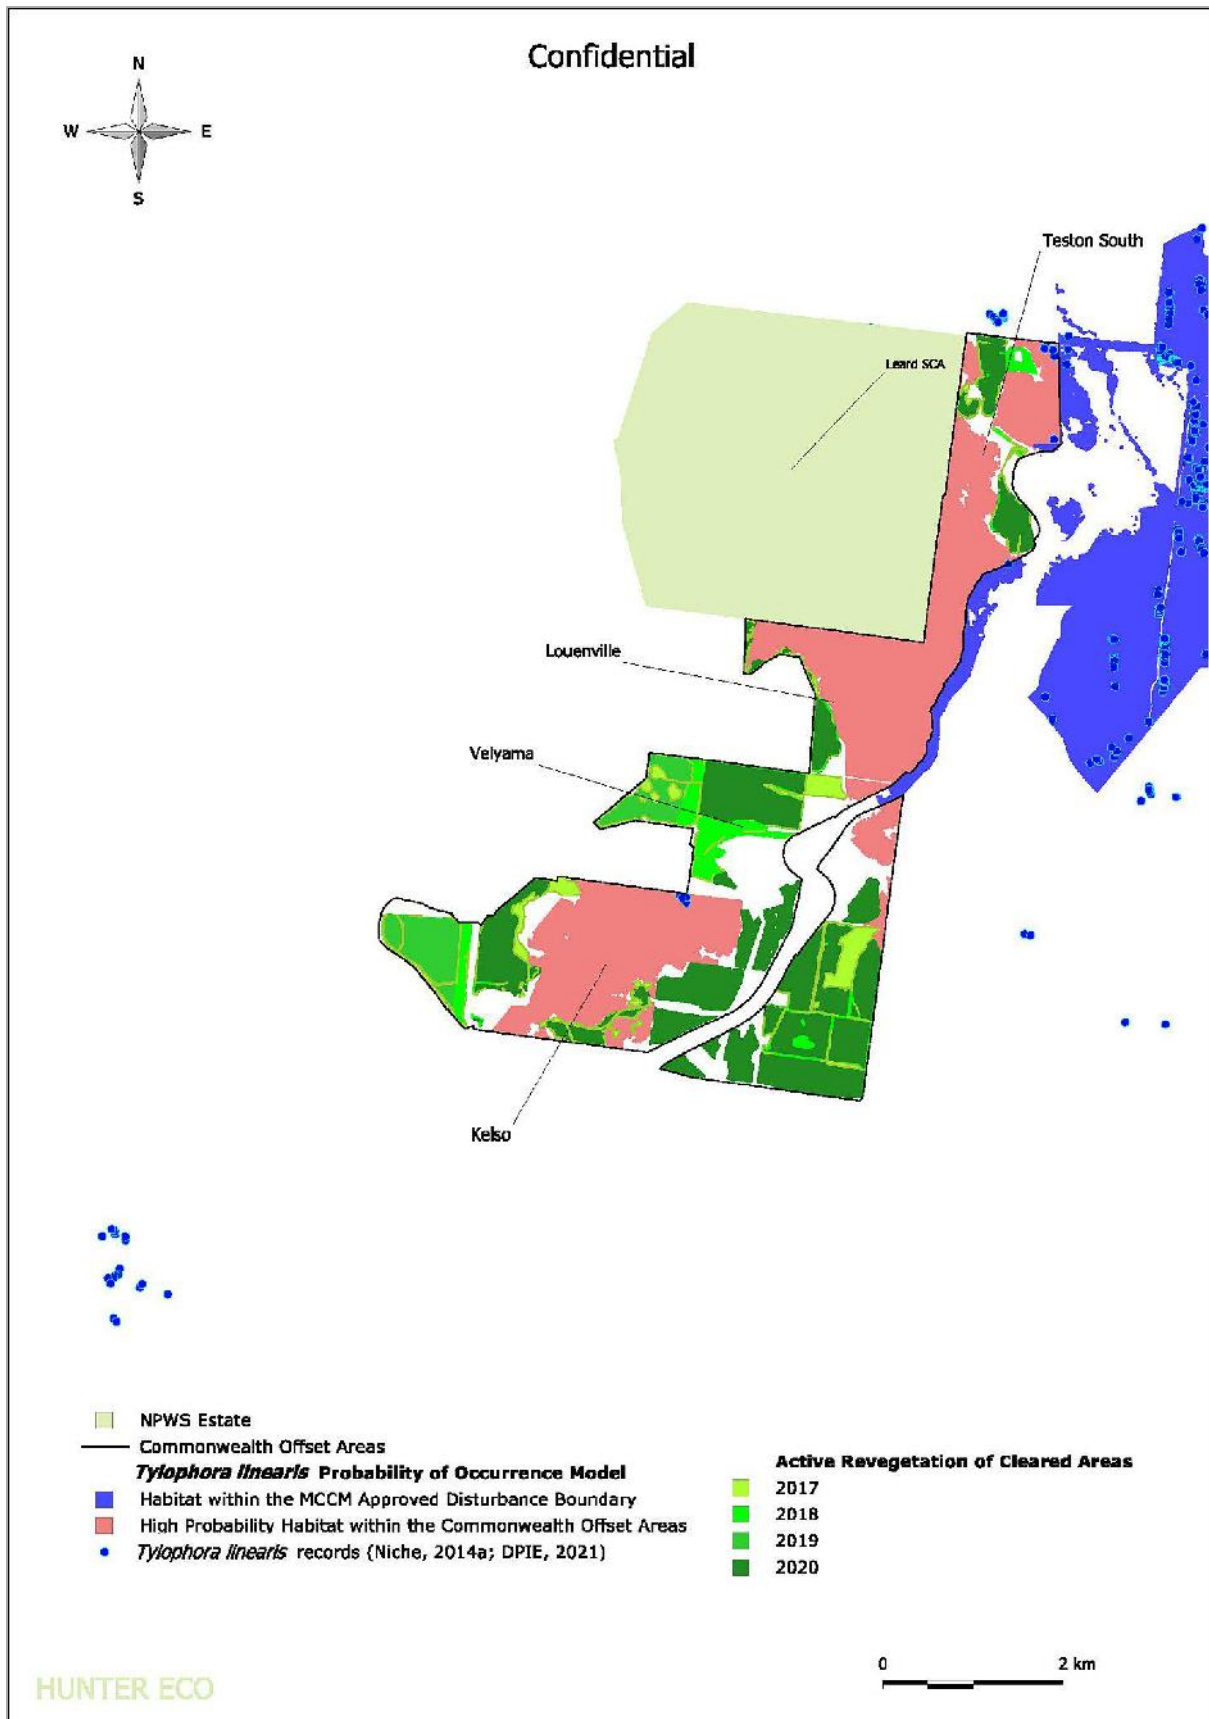 Confidential
N
W
E
S
Teston South
Leard SCA
Louenville
Velyama
Kelso
NPWS Estate
Commonwealth Offset Areas
Tylophora linearis Probability of Occurrence Model
Habitat within the MCCM Approved Disturbance Boundary
High Probability Habitat within the Commonwealth Offset Areas
Tylophora linearis records (Niche, 2014a; DPIE, 2021)
Active Revegetation of Cleared Areas
2017
2018
2019
2020
0
2 km
HUNTER ECO